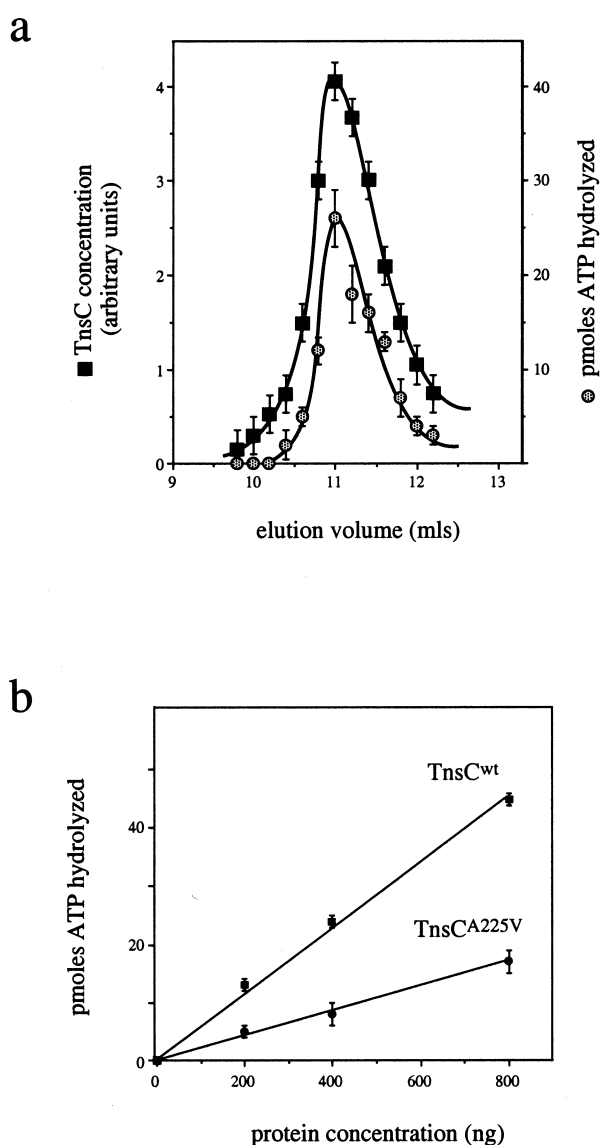 a
TnsC concentration
(arbitrary units)
4
3
2
1
0
40
30
20
10
pmoles ATP hydrolyzed
9
10
11
12
13
elution volume (mls)
b
pmoles ATP hydrolyzed
40
20
0
TnsCwt
TnsCA225V
0
200
400
600
800
protein concentration (ng)